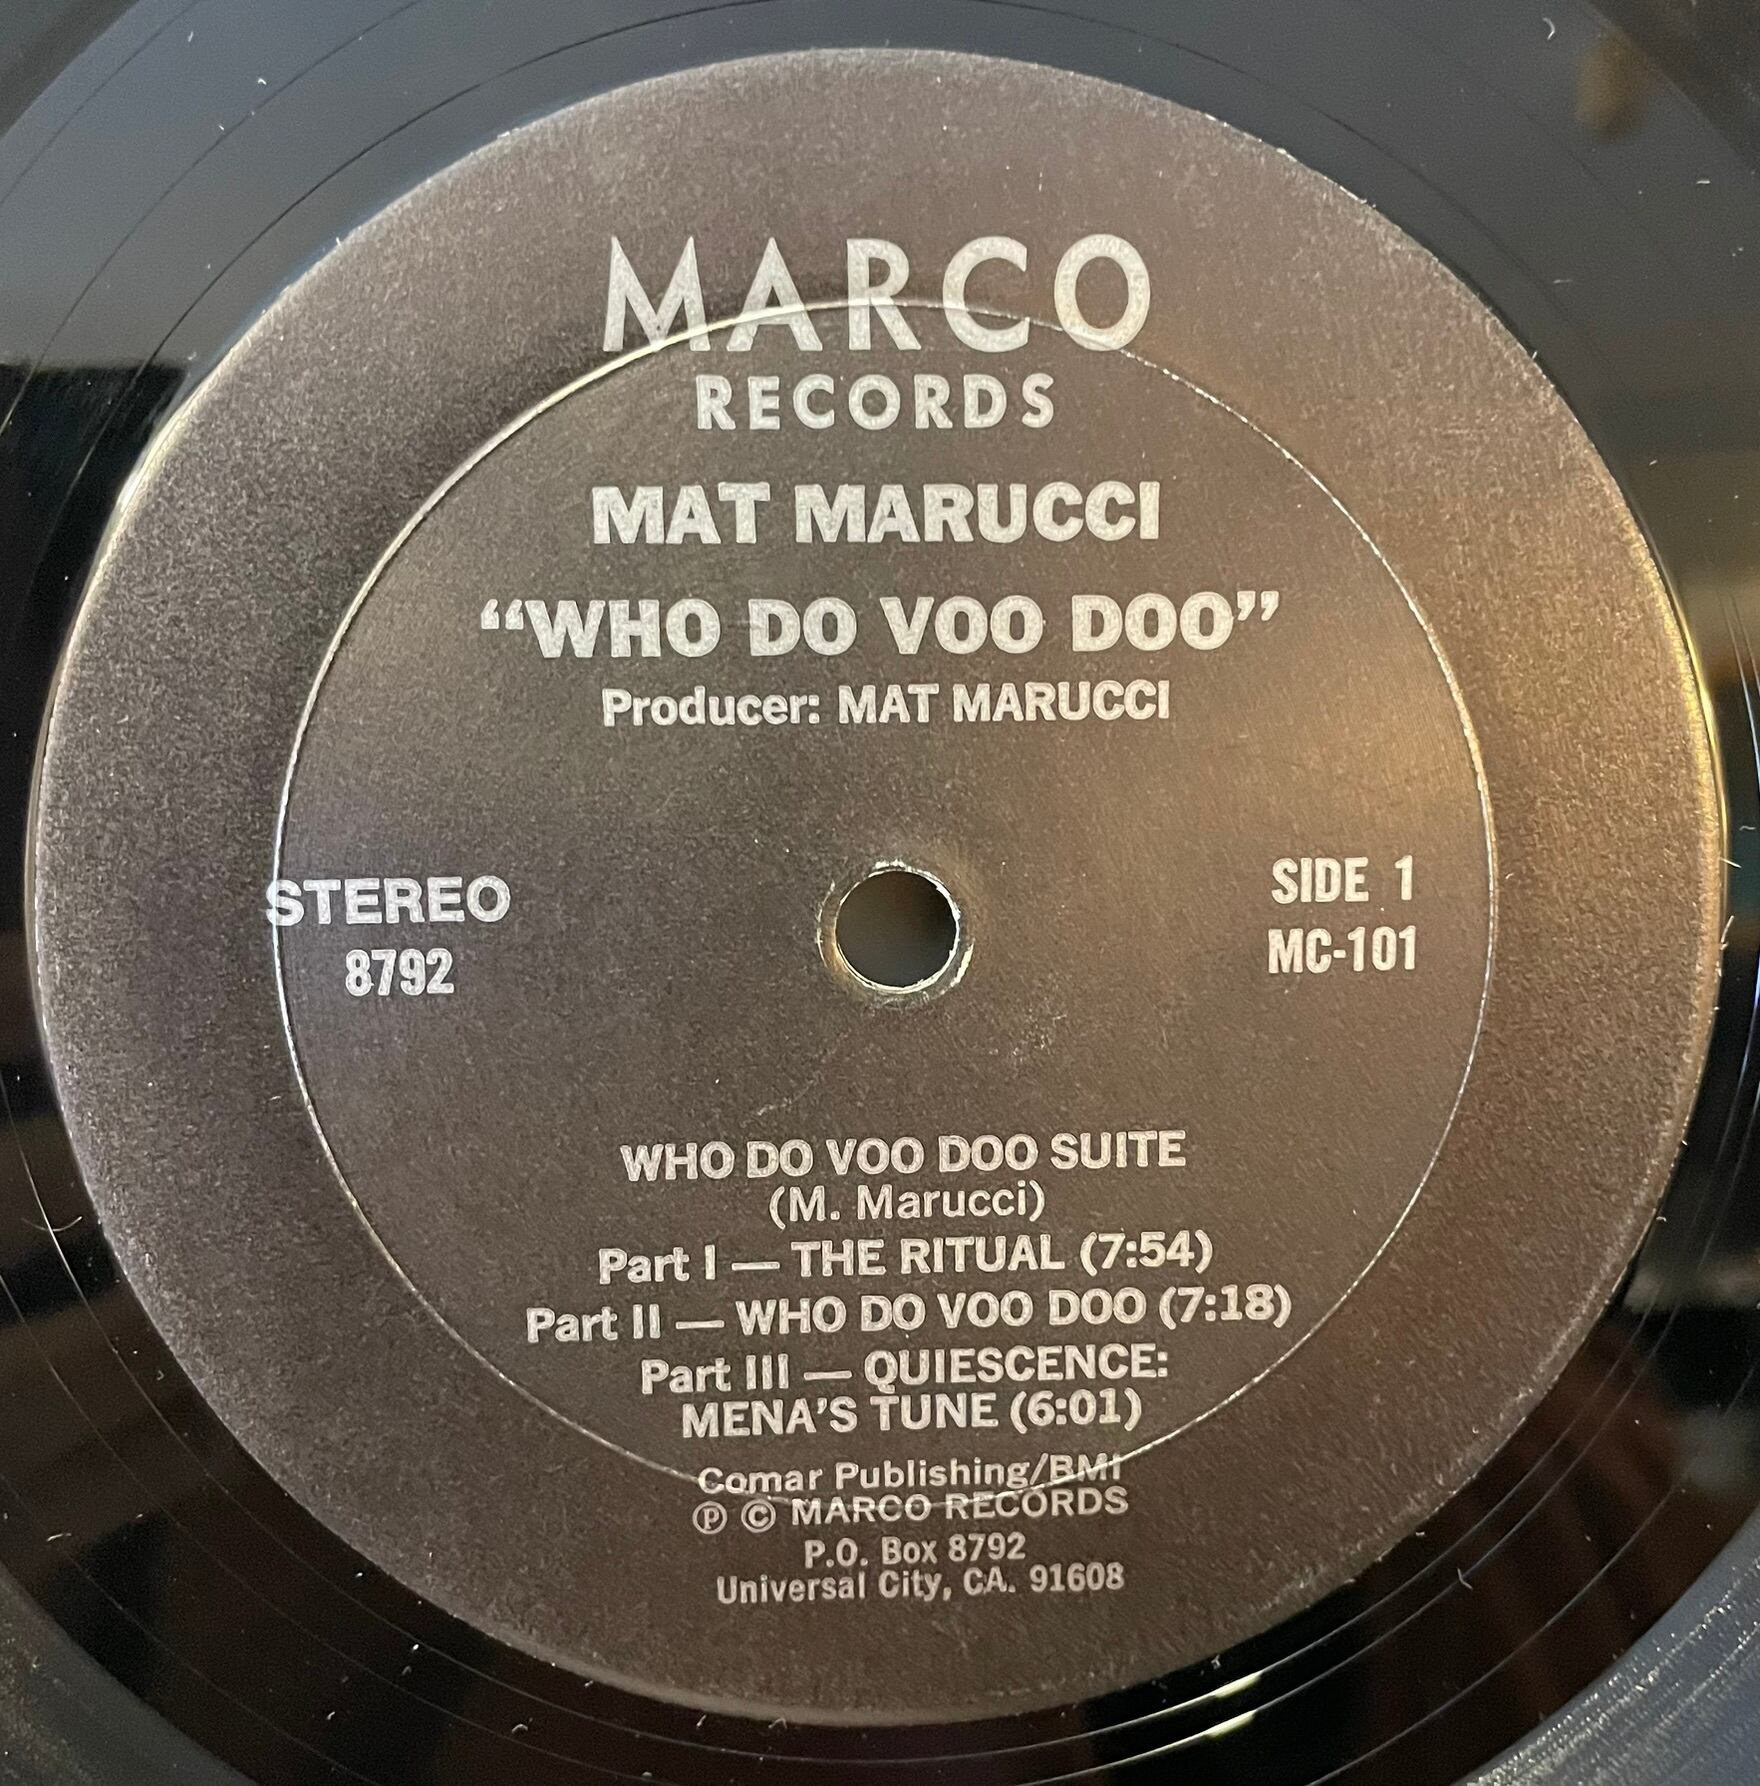 MARCO
RECORDS
MAT MARUCCI
“WHO DO VOO DOO”
Producer: MAT MARUCCI
STEREO
8792
SIDE 1
MC-101
WHO DO VOO DOO SUITE
(M. Marucci)
Part I — THE RITUAL (7:54)
Part II — WHO DO VOO DOO (7:18)
Part III — QUIESCENCE:
MENA’S TUNE (6:01)
Comar Publishing/BMI
℗ © MARCO RECORDS
P.O. Box 8792
Universal City, CA. 91608